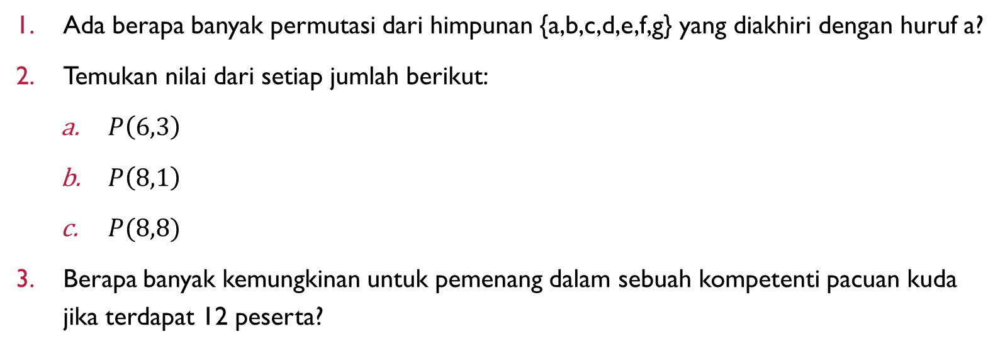 1. Ada berapa banyak permutasi dari himpunan {a,b,c,d,e,f,g} yang diakhiri dengan huruf a?
2. Temukan nilai dari setiap jumlah berikut:
a. P(6,3)
b. P(8,1)
c. P(8,8)
3. Berapa banyak kemungkinan untuk pemenang dalam sebuah kompetenti pacuan kuda
jika terdapat 12 peserta?